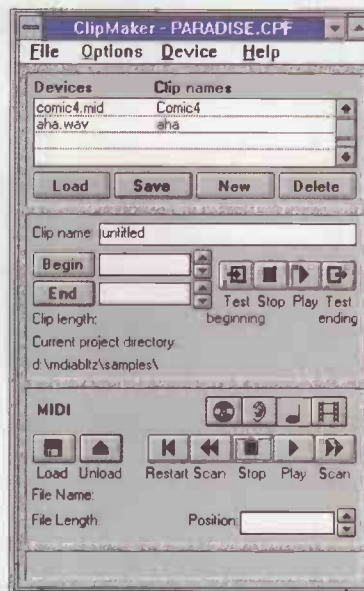 ClipMaker - PARADISE.CPF
File Options Device Help
Devices Clip names
comic4.mid Comic4
aha.wav aha
Load Save New Delete
Clip name untitled
Begin
End
Test Stop Play Test
beginning ending
Clip length:
Current project directory
d:\mdiabltz\samples\
MIDI
Load Unload Restart Scan Stop Play Scan
File Name:
File Length: Position: